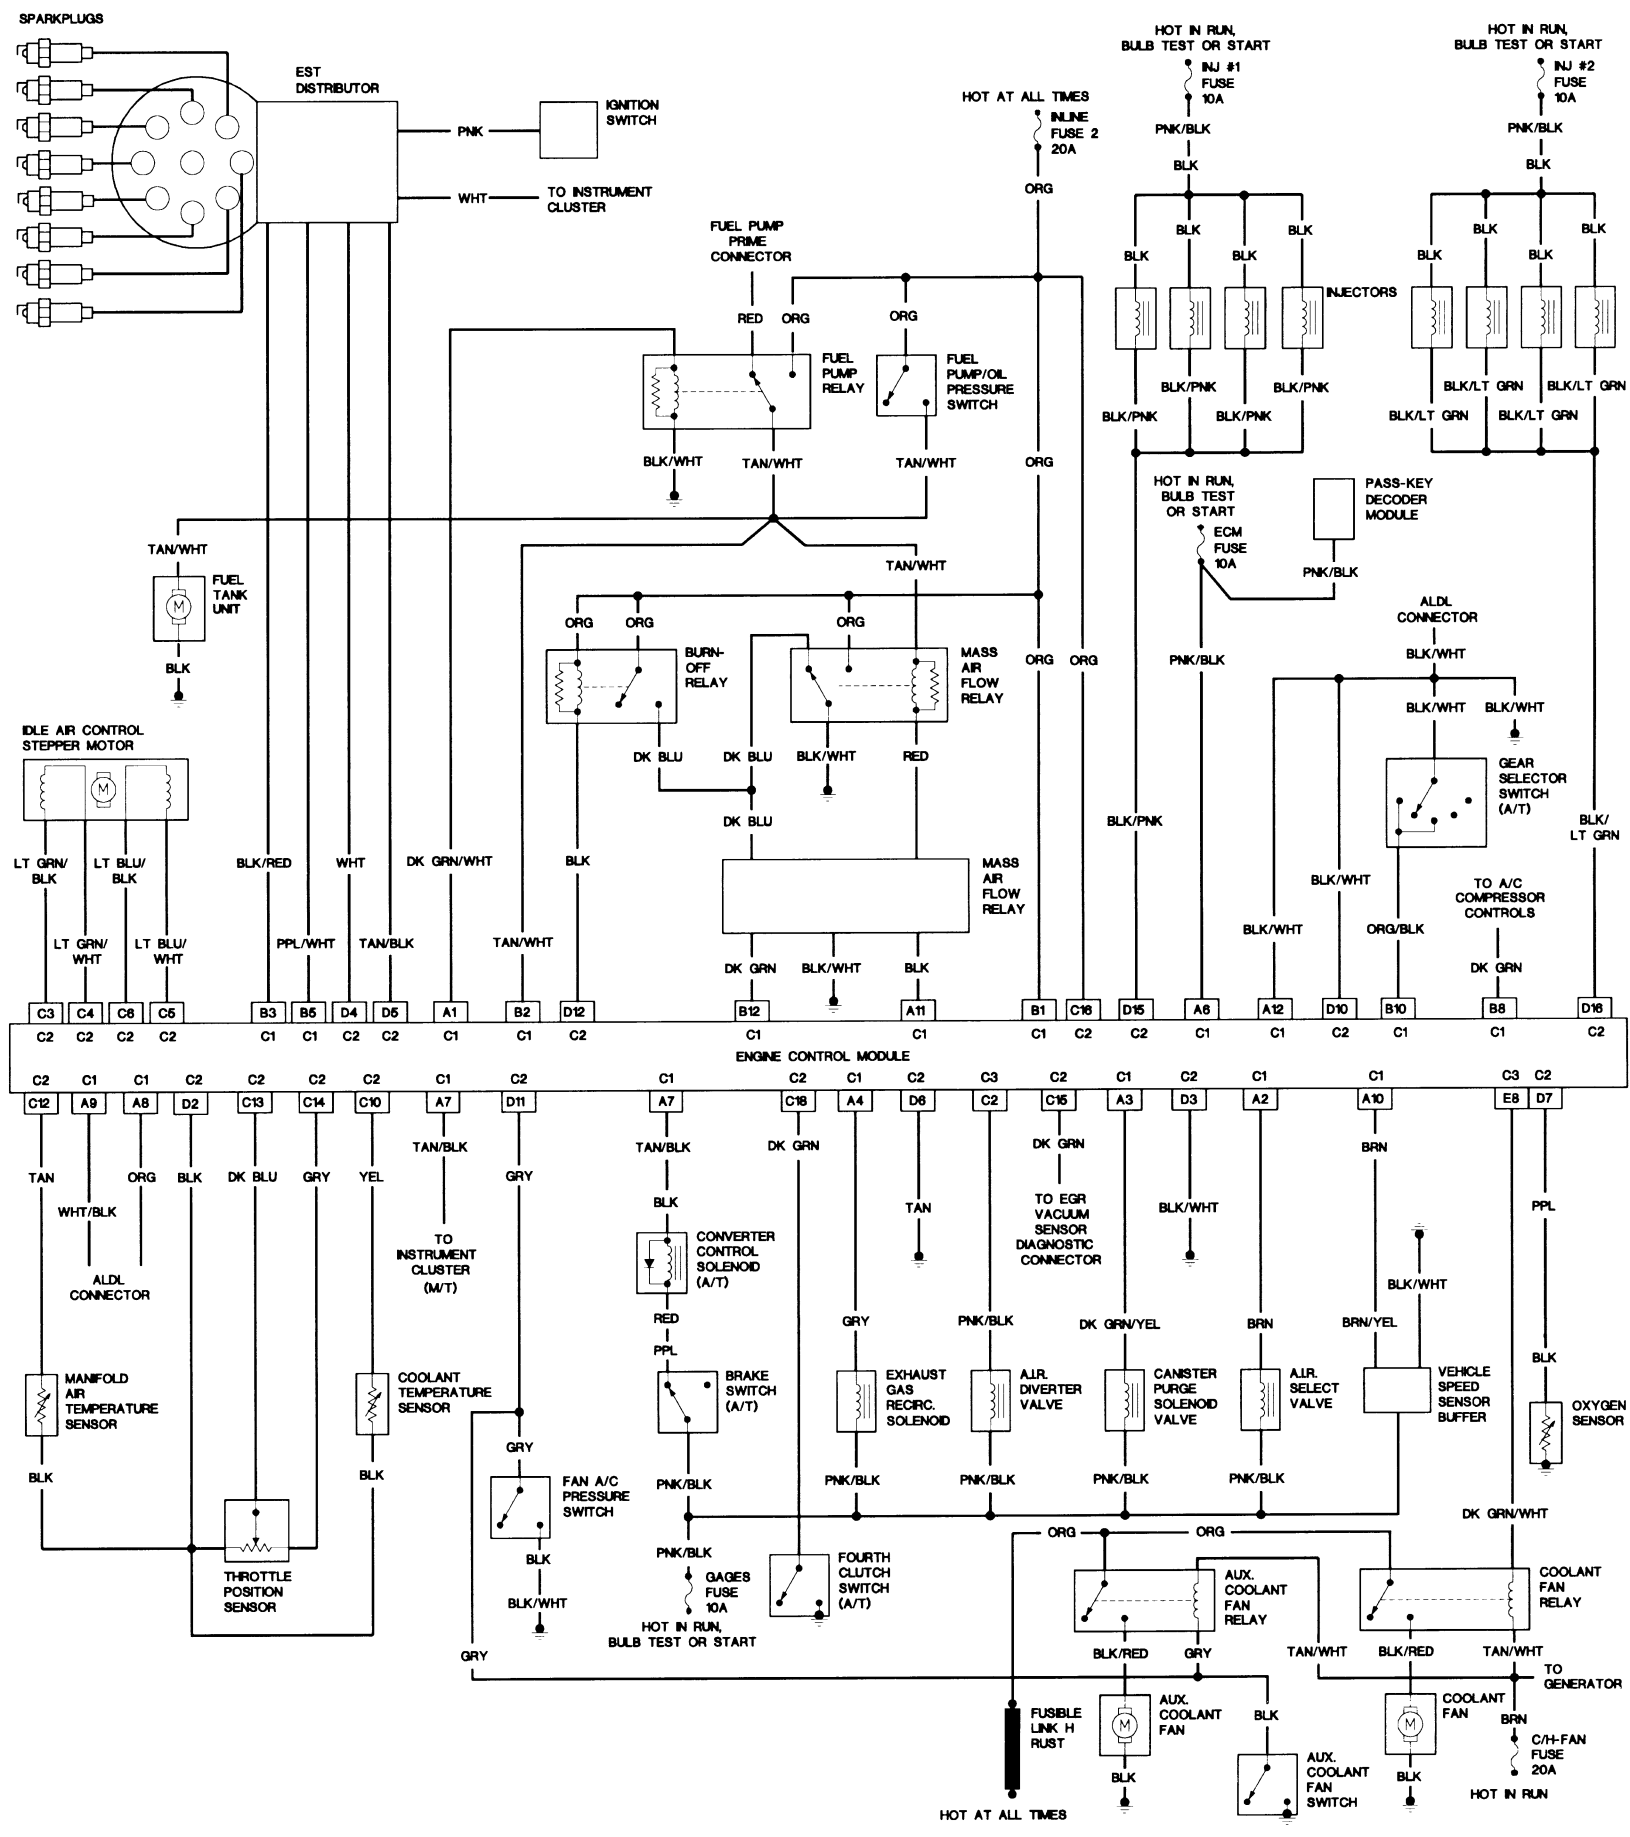 SPARKPLUGS
EST
DISTRIBUTOR
PNK
IGNITION
SWITCH
WHT
TO INSTRUMENT
CLUSTER
HOT AT ALL TIMES
INLINE
FUSE 2
20A
ORG
HOT IN RUN,
BULB TEST OR START
INJ #1
FUSE
10A
PNK/BLK
BLK
HOT IN RUN,
BULB TEST OR START
INJ #2
FUSE
10A
PNK/BLK
BLK
FUEL PUMP
PRIME
CONNECTOR
RED
ORG
ORG
ORG
BLK
BLK
BLK
BLK
INJECTORS
BLK
BLK
BLK
BLK
FUEL
PUMP
RELAY
FUEL
PUMP/OIL
PRESSURE
SWITCH
BLK/PNK
BLK/PNK
BLK/PNK
BLK/PNK
BLK/LT GRN
BLK/LT GRN
BLK/LT GRN
BLK/LT GRN
BLK/WHT
TAN/WHT
TAN/WHT
ORG
HOT IN RUN,
BULB TEST
OR START
ECM
FUSE
10A
PASS-KEY
DECODER
MODULE
PNK/BLK
TAN/WHT
FUEL
TANK
UNIT
M
BLK
TAN/WHT
ORG
ORG
ORG
BURN-
OFF
RELAY
MASS
AIR
FLOW
RELAY
ORG
ORG
PNK/BLK
ALDL
CONNECTOR
BLK/WHT
BLK/WHT
BLK/WHT
IDLE AIR CONTROL
STEPPER MOTOR
M
DK BLU
DK BLU
BLK/WHT
RED
DK BLU
GEAR
SELECTOR
SWITCH
(A/T)
BLK/PNK
BLK/
LT GRN
LT GRN/
BLK
LT BLU/
BLK
BLK/RED
WHT
DK GRN/WHT
BLK
MASS
AIR
FLOW
RELAY
BLK/WHT
TO A/C
COMPRESSOR
CONTROLS
LT GRN/
WHT
LT BLU/
WHT
PPL/WHT
TAN/BLK
TAN/WHT
BLK/WHT
ORG/BLK
DK GRN
BLK/WHT
BLK
DK GRN
C3 C4 C6 C5 B3 B5 D4 D5 A1 B2 D12 B12 A11 B1 C16 D15 A6 A12 D10 B10 B8 D16
C2 C2 C2 C2 C1 C1 C2 C2 C1 C1 C2 C1 C1 C1 C2 C2 C1 C1 C2 C1 C1 C2
ENGINE CONTROL MODULE
C2 C1 C1 C2 C2 C2 C2 C1 C2 C1 C2 C1 C2 C3 C2 C1 C2 C1 C1 C3 C2
C12 A9 A8 D2 C13 C14 C10 A7 D11 A7 C18 A4 D6 C2 C15 A3 D3 A2 A10 E8 D7
TAN
WHT/BLK
ORG
BLK
DK BLU
GRY
YEL
TAN/BLK
GRY
TAN/BLK
DK GRN
DK GRN
BRN
ALDL
CONNECTOR
TO
INSTRUMENT
CLUSTER
(M/T)
BLK
CONVERTER
CONTROL
SOLENOID
(A/T)
RED
PPL
TAN
TO EGR
VACUUM
SENSOR
DIAGNOSTIC
CONNECTOR
BLK/WHT
PPL
BLK/WHT
GRY
PNK/BLK
DK GRN/YEL
BRN
BRN/YEL
BLK
MANIFOLD
AIR
TEMPERATURE
SENSOR
COOLANT
TEMPERATURE
SENSOR
BRAKE
SWITCH
(A/T)
EXHAUST
GAS
RECIRC.
SOLENOID
A.I.R.
DIVERTER
VALVE
CANISTER
PURGE
SOLENOID
VALVE
A.I.R.
SELECT
VALVE
VEHICLE
SPEED
SENSOR
BUFFER
OXYGEN
SENSOR
BLK
BLK
GRY
FAN A/C
PRESSURE
SWITCH
PNK/BLK
PNK/BLK
PNK/BLK
PNK/BLK
PNK/BLK
DK GRN/WHT
THROTTLE
POSITION
SENSOR
BLK
BLK/WHT
PNK/BLK
GAGES
FUSE
10A
HOT IN RUN,
BULB TEST OR START
FOURTH
CLUTCH
SWITCH
(A/T)
ORG
ORG
AUX.
COOLANT
FAN
RELAY
COOLANT
FAN
RELAY
GRY
BLK/RED
GRY
TAN/WHT
BLK/RED
TAN/WHT
TO
GENERATOR
FUSIBLE
LINK H
RUST
HOT AT ALL TIMES
M
AUX.
COOLANT
FAN
BLK
BLK
AUX.
COOLANT
FAN
SWITCH
M
COOLANT
FAN
BLK
BRN
C/H-FAN
FUSE
20A
HOT IN RUN